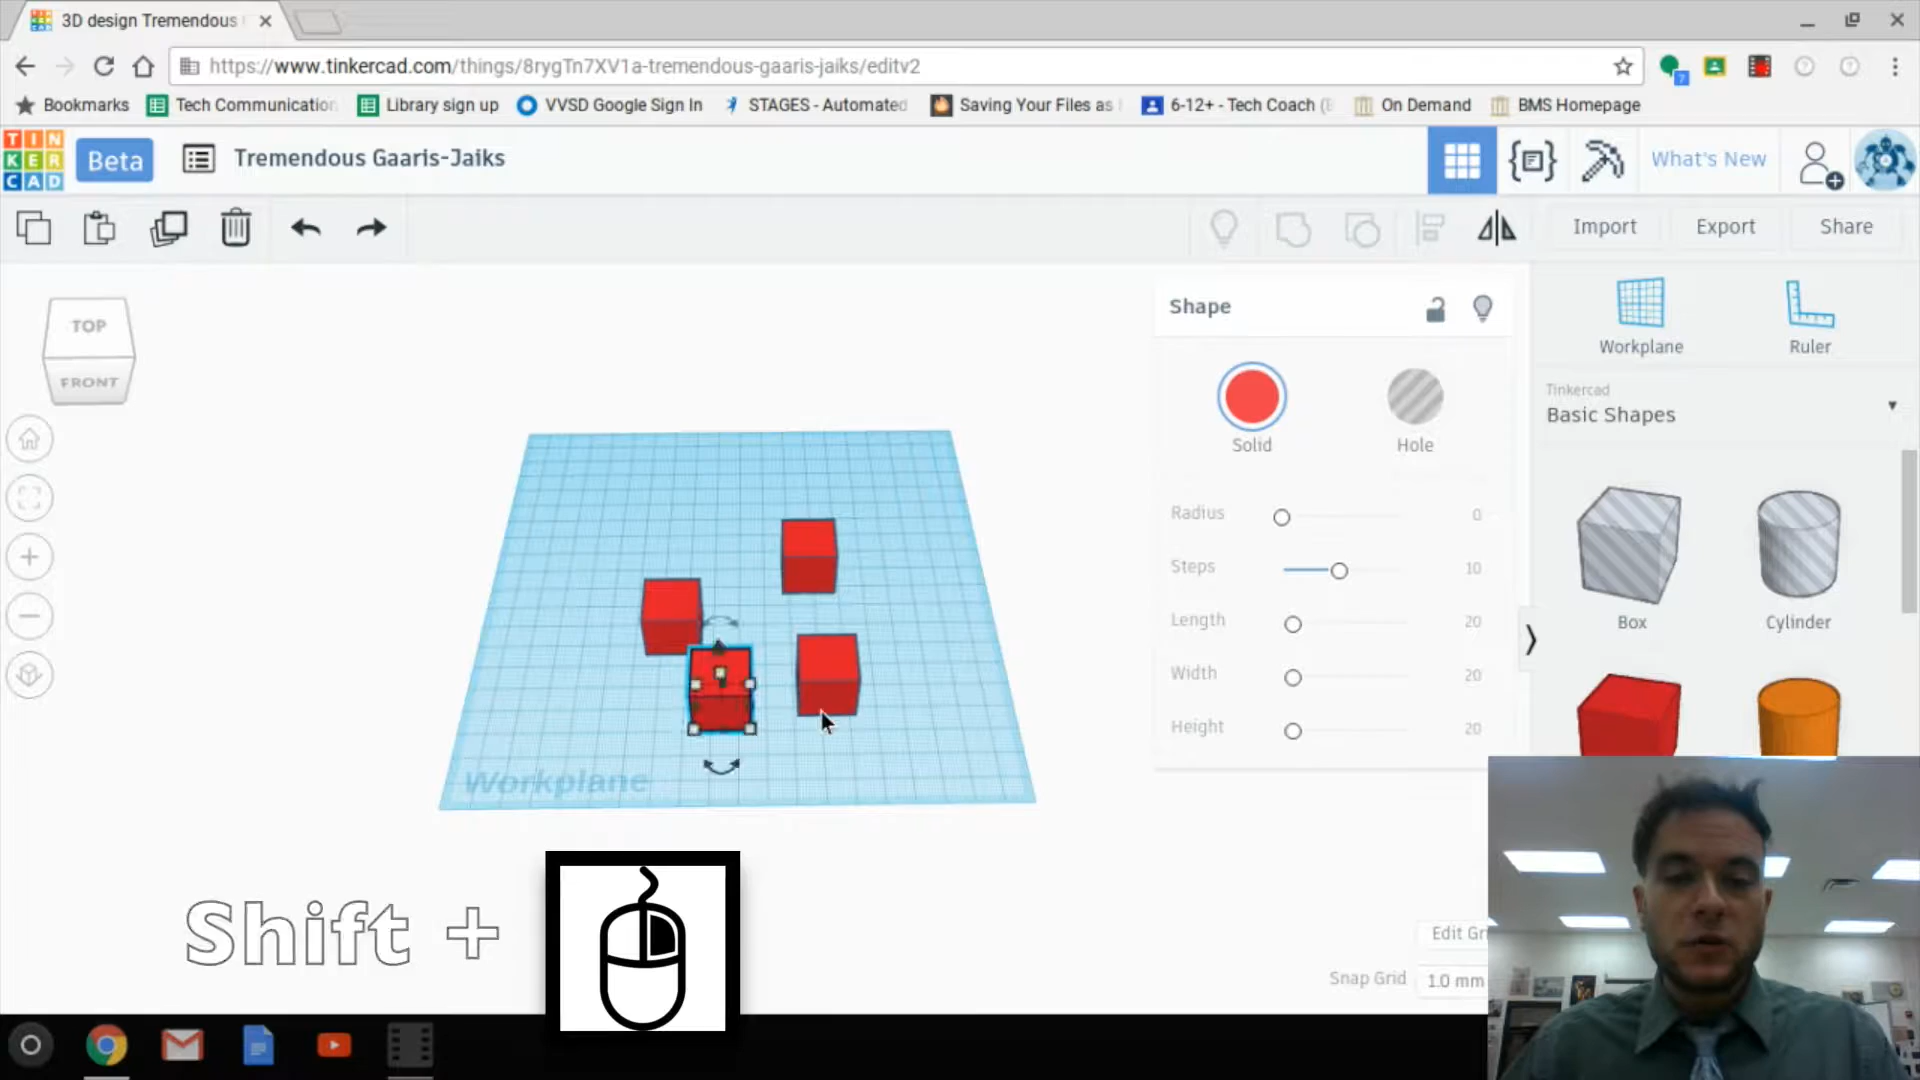 3D design Tremendous
https://www.tinkercad.com/things/8rygTn7XV1a-tremendous-gaaris-jaiks/editv2
7
Bookmarks Tech Communication Library sign up VVSD Google Sign In STAGES - Automated Saving Your Files as 6-12+ - Tech Coach ( On Demand BMS Homepage
TIN
KER
CAD
Beta Tremendous Gaaris-Jaiks What's New
Import Export Share
TOP
FRONT
Shape
Workplane Ruler
Solid Hole
Tinkercad
Basic Shapes
Radius 0
Steps 10
Length 20
Box Cylinder
Width 20
Height 20
Workplane
Shift +
Edit Gr
Snap Grid 1.0 mm